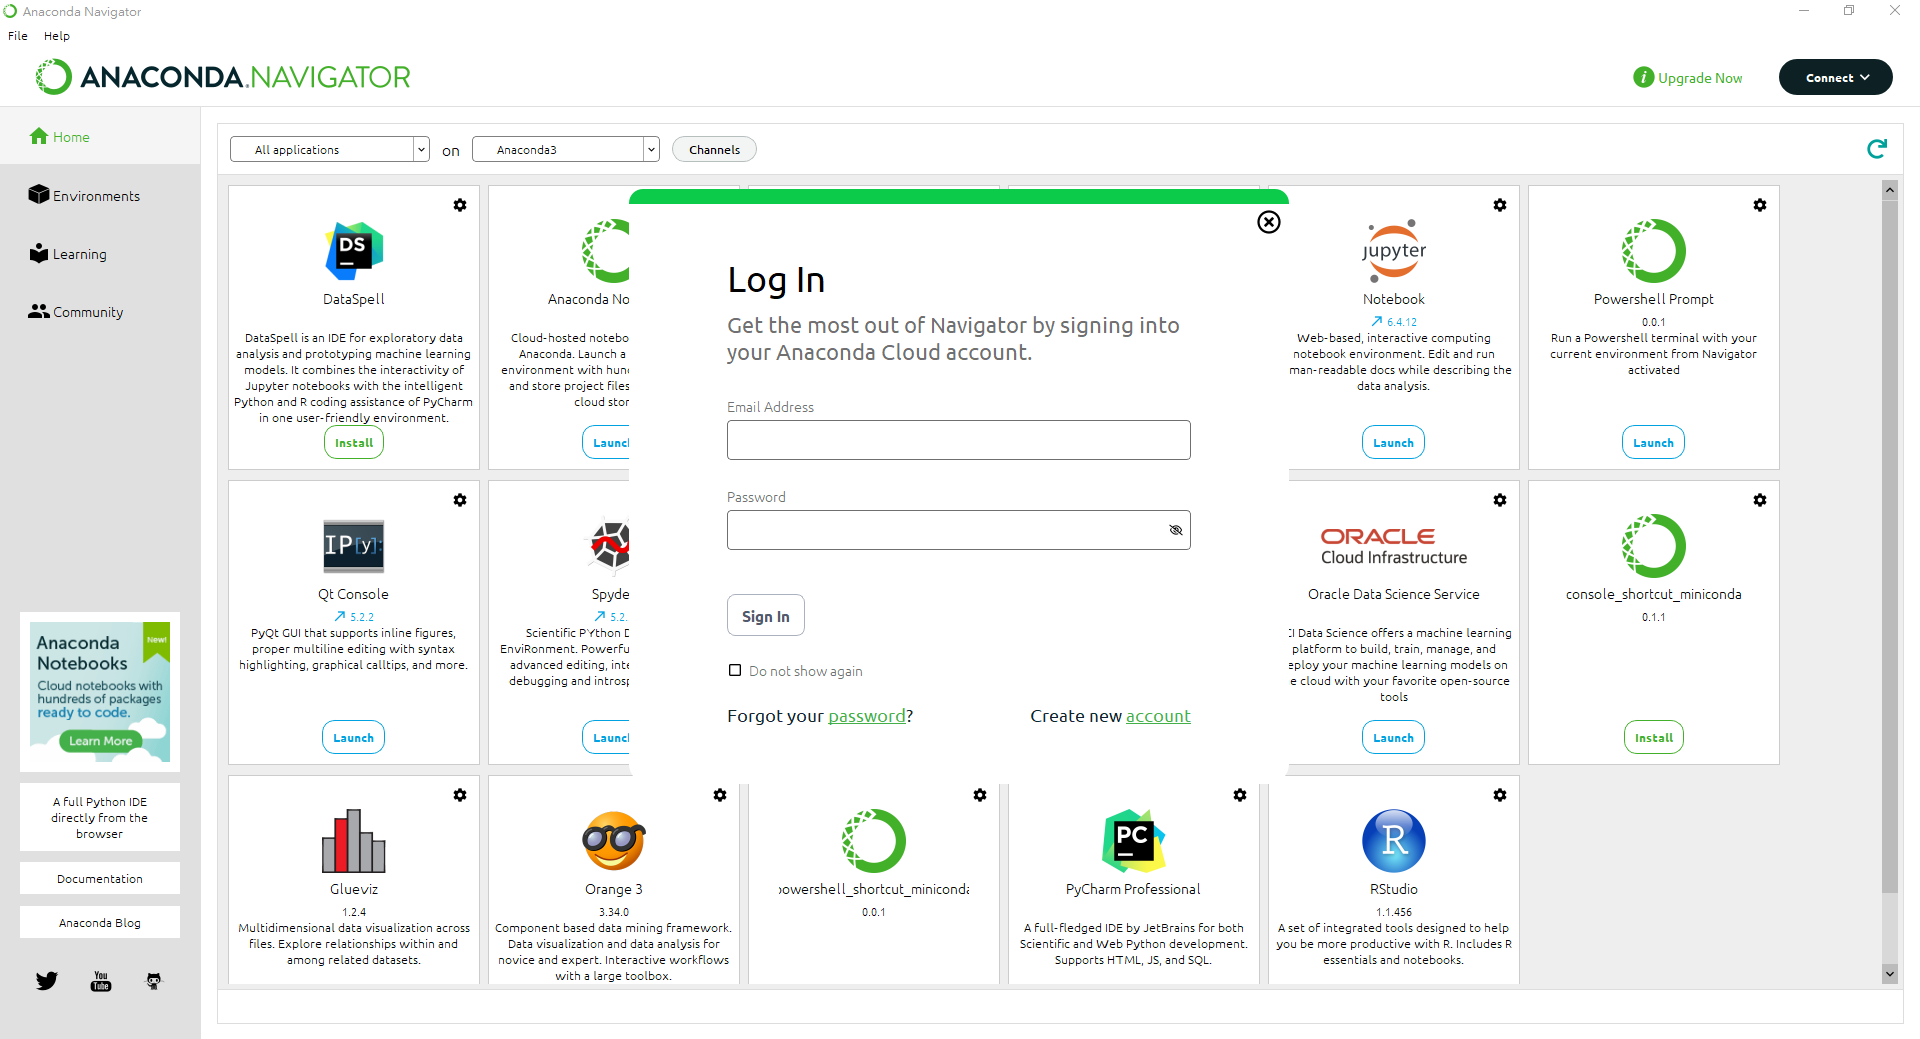 Anaconda Navigator
File Help
ANACONDA.NAVIGATOR
Upgrade Now
Connect
Home
Environments
Learning
Community
All applications
on
Anaconda3
Channels
DS
DataSpell
DataSpell is an IDE for exploratory data
analysis and prototyping machine learning
models. It combines the interactivity of
Jupyter notebooks with the intelligent
Python and R coding assistance of PyCharm
in one user-friendly environment.
Install
Anaconda No
Cloud-hosted notebo
Anaconda. Launch a
environment with hun
and store project files
cloud stor
Launch
Log In
Get the most out of Navigator by signing into
your Anaconda Cloud account.
Email Address
Password
Sign In
Do not show again
Forgot your password?
Create new account
jupyter
Notebook
6.4.12
Web-based, interactive computing
notebook environment. Edit and run
man-readable docs while describing the
data analysis.
Launch
Powershell Prompt
0.0.1
Run a Powershell terminal with your
current environment from Navigator
activated
Launch
IP[y]:
Qt Console
5.2.2
PyQt GUI that supports inline figures,
proper multiline editing with syntax
highlighting, graphical calltips, and more.
Launch
Spyde
5.2.
Scientific PYthon D
EnviRonment. Powerfu
advanced editing, inte
debugging and introsp
Launch
ORACLE
Cloud Infrastructure
Oracle Data Science Service
CI Data Science offers a machine learning
platform to build, train, manage, and
eploy your machine learning models on
e cloud with your favorite open-source
tools
Launch
console_shortcut_miniconda
0.1.1
Install
Glueviz
1.2.4
Multidimensional data visualization across
files. Explore relationships within and
among related datasets.
Orange 3
3.34.0
Component based data mining framework.
Data visualization and data analysis for
novice and expert. Interactive workflows
with a large toolbox.
powershell_shortcut_miniconda
0.0.1
PC
PyCharm Professional
A full-fledged IDE by JetBrains for both
Scientific and Web Python development.
Supports HTML, JS, and SQL.
R
RStudio
1.1.456
A set of integrated tools designed to help
you be more productive with R. Includes R
essentials and notebooks.
New!
Anaconda
Notebooks
Cloud notebooks with
hundreds of packages
ready to code.
Learn More
A full Python IDE
directly from the
browser
Documentation
Anaconda Blog
You
Tube